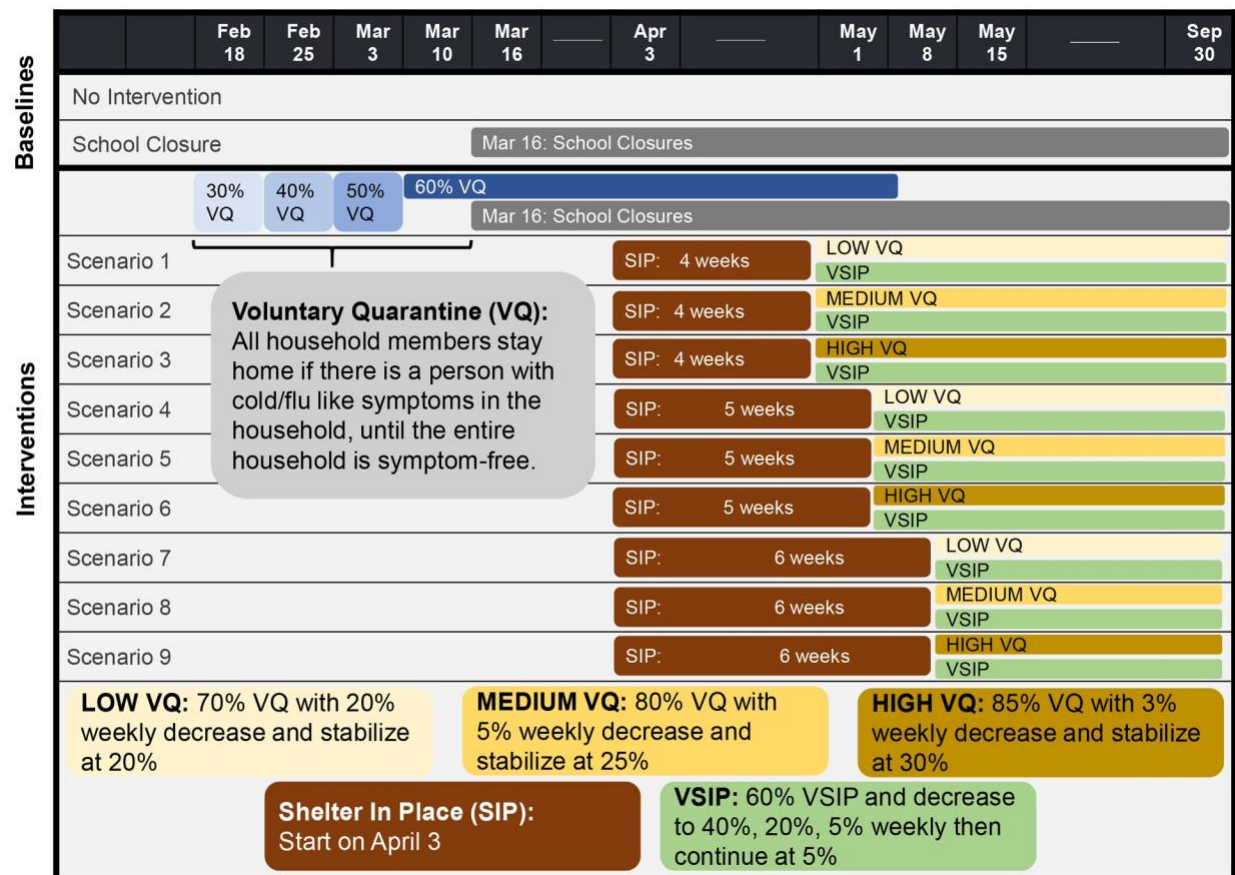 Feb 18 Feb 25 Mar 3 Mar 10 Mar 16 Apr 3 May 1 May 8 May 15 Sep 30
Baselines
No Intervention
School Closure
Mar 16: School Closures
Interventions
30% VQ
40% VQ
50% VQ
60% VQ
Mar 16: School Closures
Scenario 1
SIP: 4 weeks
LOW VQ
VSIP
Scenario 2
SIP: 4 weeks
MEDIUM VQ
VSIP
Scenario 3
SIP: 4 weeks
HIGH VQ
VSIP
Scenario 4
SIP: 5 weeks
LOW VQ
VSIP
Scenario 5
SIP: 5 weeks
MEDIUM VQ
VSIP
Scenario 6
SIP: 5 weeks
HIGH VQ
VSIP
Scenario 7
SIP: 6 weeks
LOW VQ
VSIP
Scenario 8
SIP: 6 weeks
MEDIUM VQ
VSIP
Scenario 9
SIP: 6 weeks
HIGH VQ
VSIP
Voluntary Quarantine (VQ):
All household members stay
home if there is a person with
cold/flu like symptoms in the
household, until the entire
household is symptom-free.
LOW VQ: 70% VQ with 20%
weekly decrease and stabilize
at 20%
MEDIUM VQ: 80% VQ with
5% weekly decrease and
stabilize at 25%
HIGH VQ: 85% VQ with 3%
weekly decrease and stabilize
at 30%
Shelter In Place (SIP):
Start on April 3
VSIP: 60% VSIP and decrease
to 40%, 20%, 5% weekly then
continue at 5%